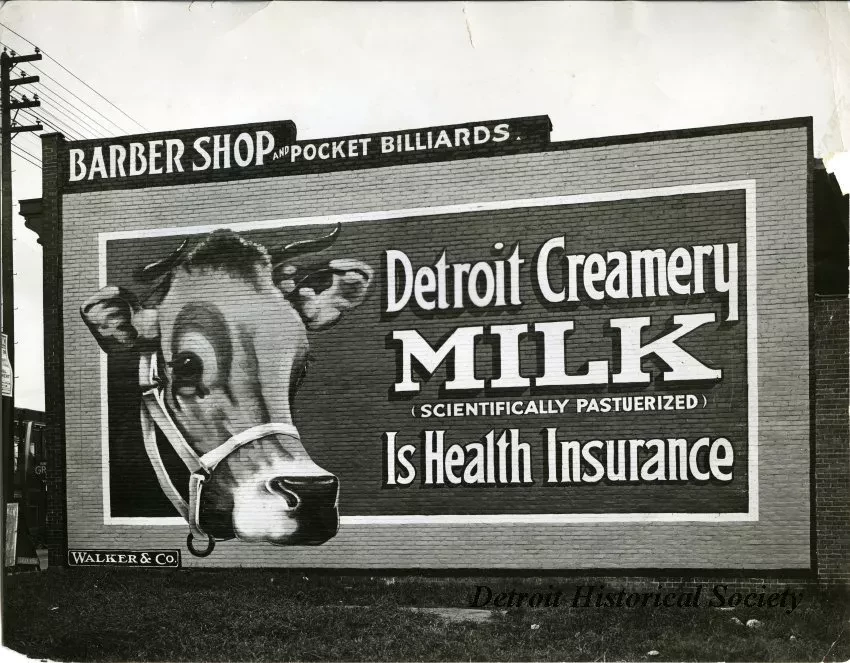 BARBER SHOP AND POCKET BILLIARDS.
Detroit Creamery
MILK
(SCIENTIFICALLY PASTUERIZED)
Is Health Insurance
WALKER & CO.
Detroit Historical Society